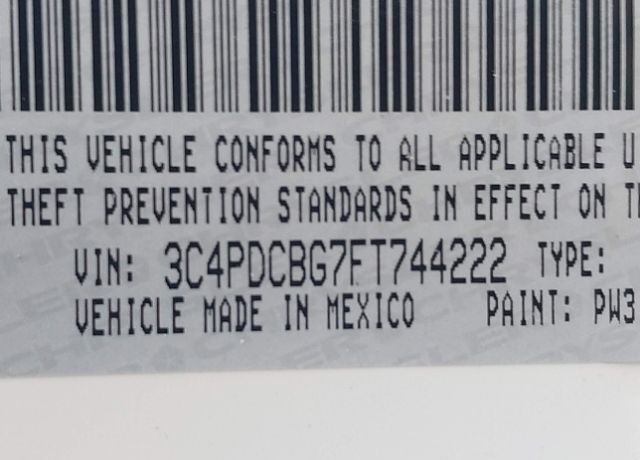 THIS VEHICLE CONFORMS TO ALL APPLICABLE U
THEFT PREVENTION STANDARDS IN EFFECT ON T
VIN: 3C4PDCBG7FT744222 TYPE:
VEHICLE MADE IN MEXICO PAINT: PW3